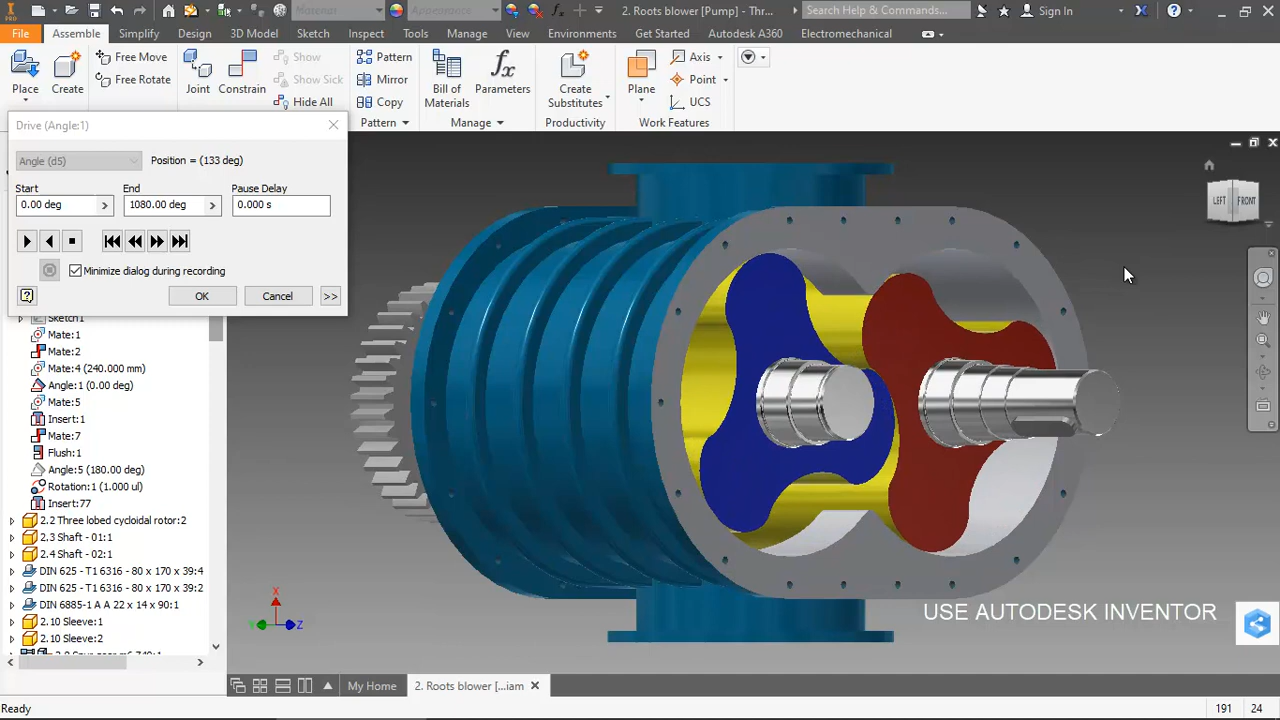 PRO
Material
Appearance
2. Roots blower [Pump] - Thr...
Search Help & Commands...
Sign In
File
Assemble
Simplify
Design
3D Model
Sketch
Inspect
Tools
Manage
View
Environments
Get Started
Autodesk A360
Electromechanical
Place
Create
Free Move
Free Rotate
Joint
Constrain
Show
Show Sick
Hide All
Pattern
Mirror
Copy
Pattern
Bill of
Materials
fx
Parameters
Manage
Create
Substitutes
Productivity
Plane
Axis
Point
UCS
Work Features
Drive (Angle:1)
Angle (d5)
Position = (133 deg)
Start
End
Pause Delay
0.00 deg
1080.00 deg
0.000 s
Minimize dialog during recording
OK
Cancel
>>
Sketch1
Mate:1
Mate:2
Mate:4 (240.000 mm)
Angle:1 (0.00 deg)
Mate:5
Insert:1
Mate:7
Flush:1
Angle:5 (180.00 deg)
Rotation:1 (1.000 ul)
Insert:77
2.2 Three lobed cycloidal rotor:2
2.3 Shaft - 01:1
2.4 Shaft - 02:1
DIN 625 - T1 6316 - 80 x 170 x 39:4
DIN 625 - T1 6316 - 80 x 170 x 39:2
DIN 6885-1 A A 22 x 14 x 90:1
2.10 Sleeve:1
2.10 Sleeve:2
LEFT
FRONT
X
Z
USE AUTODESK INVENTOR
My Home
2. Roots blower [...iam
Ready
191
24